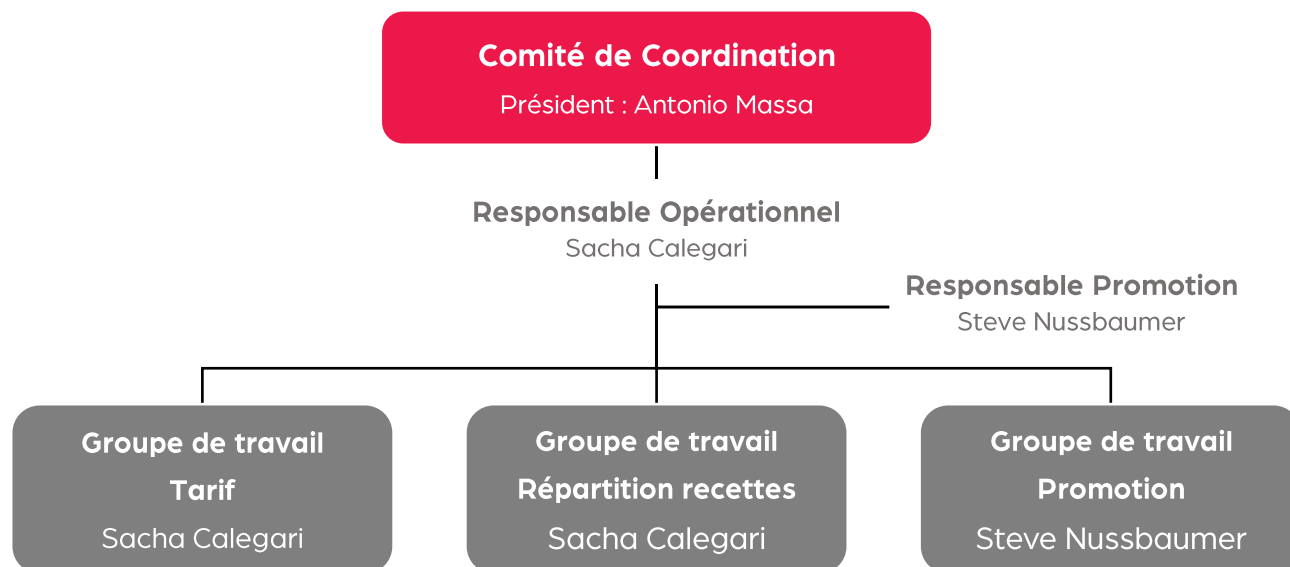 Comité de Coordination
Président : Antonio Massa
Responsable Opérationnel
Sacha Calegari
Responsable Promotion
Steve Nussbaumer
Groupe de travail
Tarif
Sacha Calegari
Groupe de travail
Répartition recettes
Sacha Calegari
Groupe de travail
Promotion
Steve Nussbaumer